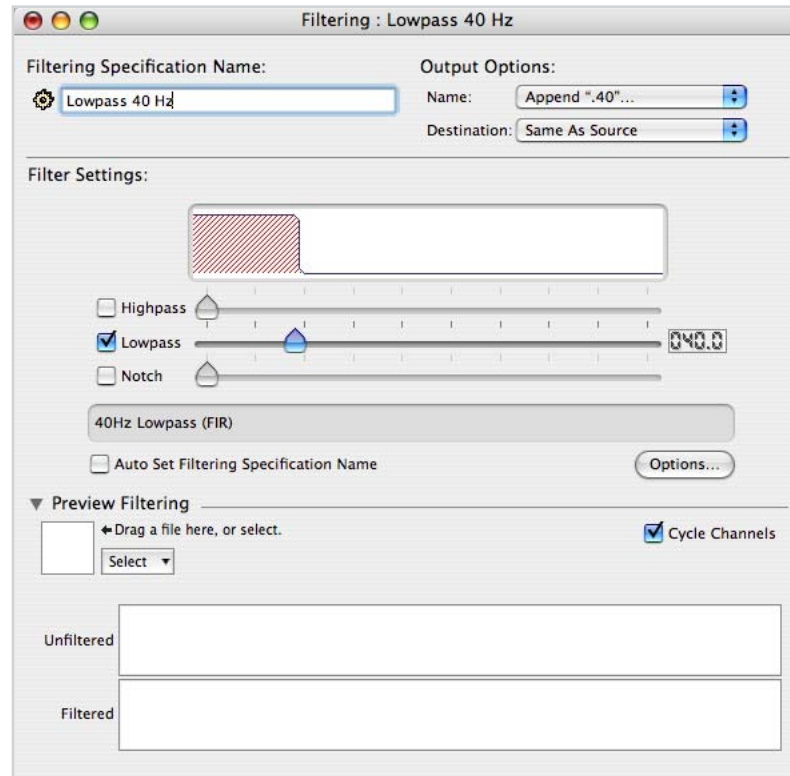 Filtering : Lowpass 40 Hz
Filtering Specification Name:
Lowpass 40 Hz
Output Options:
Name: Append ".40"...
Destination: Same As Source
Filter Settings:
Highpass
Lowpass 040.0
Notch
40Hz Lowpass (FIR)
Auto Set Filtering Specification Name
Options...
Preview Filtering
Drag a file here, or select.
Select
Cycle Channels
Unfiltered
Filtered